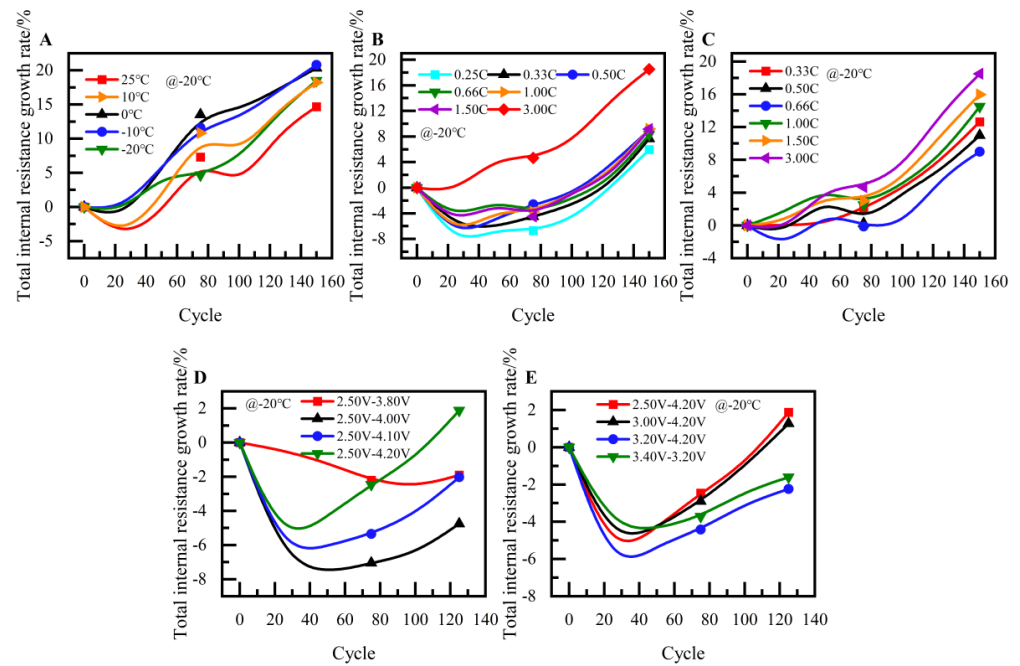 A
Total internal resistance growth rate/%
20
15
10
5
0
-5
25℃
10℃
0℃
-10℃
-20℃
@-20℃
0 20 40 60 80 100 120 140 160
Cycle
B
Total internal resistance growth rate/%
20
16
12
8
4
0
-4
-8
0.25C 0.33C 0.50C
0.66C 1.00C
1.50C 3.00C
@-20℃
0 20 40 60 80 100 120 140 160
Cycle
C
Total internal resistance growth rate/%
20
16
12
8
4
0
-4
0.33C @-20℃
0.50C
0.66C
1.00C
1.50C
3.00C
0 20 40 60 80 100 120 140 160
Cycle
D
Total internal resistance growth rate/%
2
0
-2
-4
-6
-8
@-20℃
2.50V-3.80V
2.50V-4.00V
2.50V-4.10V
2.50V-4.20V
0 20 40 60 80 100 120 140
Cycle
E
Total internal resistance growth rate/%
2
0
-2
-4
-6
-8
2.50V-4.20V @-20℃
3.00V-4.20V
3.20V-4.20V
3.40V-3.20V
0 20 40 60 80 100 120 140
Cycle